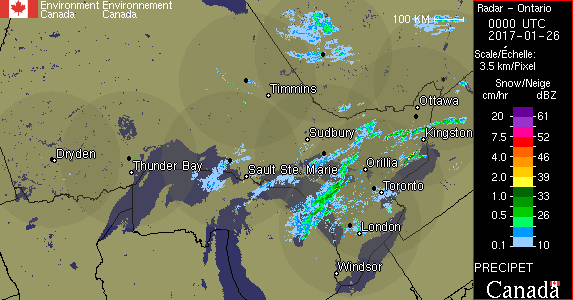 Environment Environnement
Canada Canada
100 KM
Timmins
Ottawa
Sudbury
Kingston
Dryden
Thunder Bay
Sault Ste. Marie
Orillia
Toronto
London
Windsor
Radar - Ontario
0000 UTC
2017-01-26
Scale/Échelle:
3.5 km/Pixel
Snow/Neige
cm/hr dBZ
20 61
7.5 52
4.0 46
2.0 39
1.0 33
0.5 26
0.1 10
PRECIPET
Canada